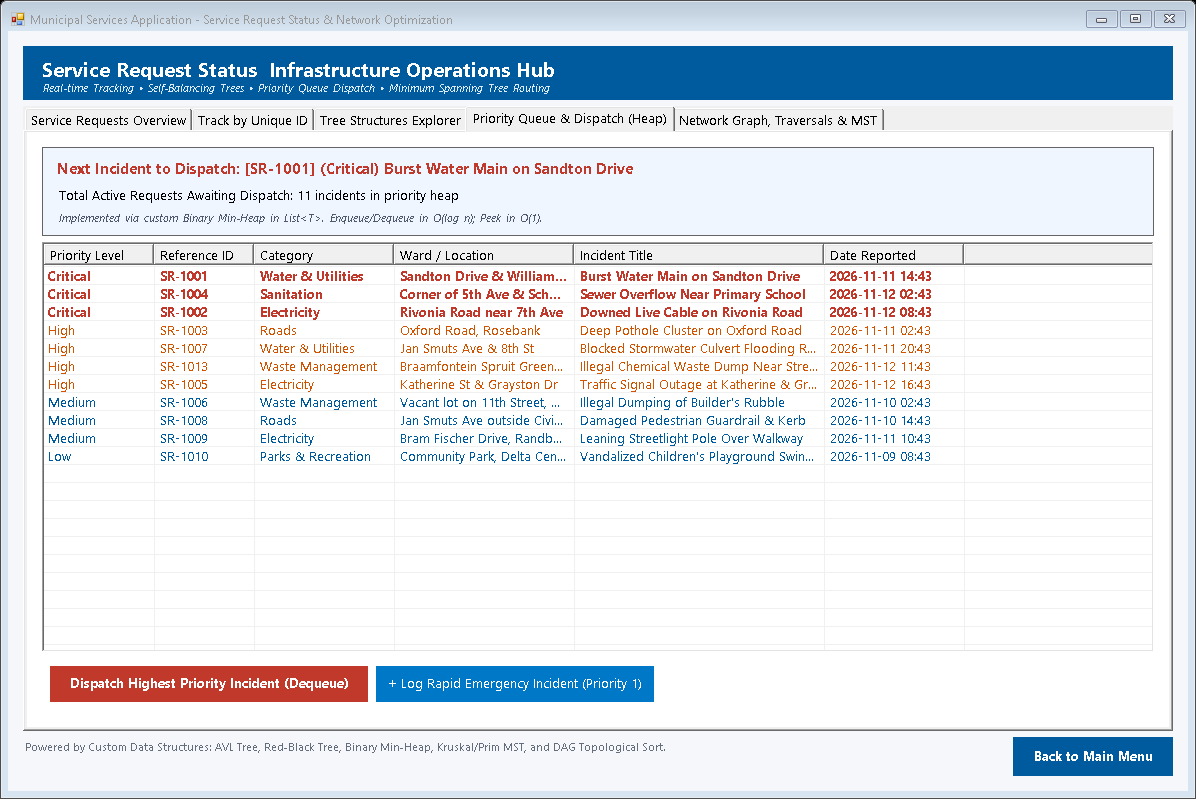 Municipal Services Application - Service Request Status & Network Optimization
Service Request Status  Infrastructure Operations Hub
Real-time Tracking • Self-Balancing Trees • Priority Queue Dispatch • Minimum Spanning Tree Routing
Service Requests Overview Track by Unique ID Tree Structures Explorer Priority Queue & Dispatch (Heap) Network Graph, Traversals & MST
Next Incident to Dispatch: [SR-1001] (Critical) Burst Water Main on Sandton Drive
Total Active Requests Awaiting Dispatch: 11 incidents in priority heap
Implemented via custom Binary Min-Heap in List<T>. Enqueue/Dequeue in O(log n); Peek in O(1).
Priority Level Reference ID Category Ward / Location Incident Title Date Reported
Critical SR-1001 Water & Utilities Sandton Drive & William... Burst Water Main on Sandton Drive 2026-11-11 14:43
Critical SR-1004 Sanitation Corner of 5th Ave & Sch... Sewer Overflow Near Primary School 2026-11-12 02:43
Critical SR-1002 Electricity Rivonia Road near 7th Ave Downed Live Cable on Rivonia Road 2026-11-12 08:43
High SR-1003 Roads Oxford Road, Rosebank Deep Pothole Cluster on Oxford Road 2026-11-11 02:43
High SR-1007 Water & Utilities Jan Smuts Ave & 8th St Blocked Stormwater Culvert Flooding R... 2026-11-11 20:43
High SR-1013 Waste Management Braamfontein Spruit Green... Illegal Chemical Waste Dump Near Stre... 2026-11-12 11:43
High SR-1005 Electricity Katherine St & Grayston Dr Traffic Signal Outage at Katherine & Gr... 2026-11-12 16:43
Medium SR-1006 Waste Management Vacant lot on 11th Street, ... Illegal Dumping of Builder's Rubble 2026-11-10 02:43
Medium SR-1008 Roads Jan Smuts Ave outside Civi... Damaged Pedestrian Guardrail & Kerb 2026-11-10 14:43
Medium SR-1009 Electricity Bram Fischer Drive, Randb... Leaning Streetlight Pole Over Walkway 2026-11-11 10:43
Low SR-1010 Parks & Recreation Community Park, Delta Cen... Vandalized Children's Playground Swin... 2026-11-09 08:43
Dispatch Highest Priority Incident (Dequeue) + Log Rapid Emergency Incident (Priority 1)
Powered by Custom Data Structures: AVL Tree, Red-Black Tree, Binary Min-Heap, Kruskal/Prim MST, and DAG Topological Sort.
Back to Main Menu